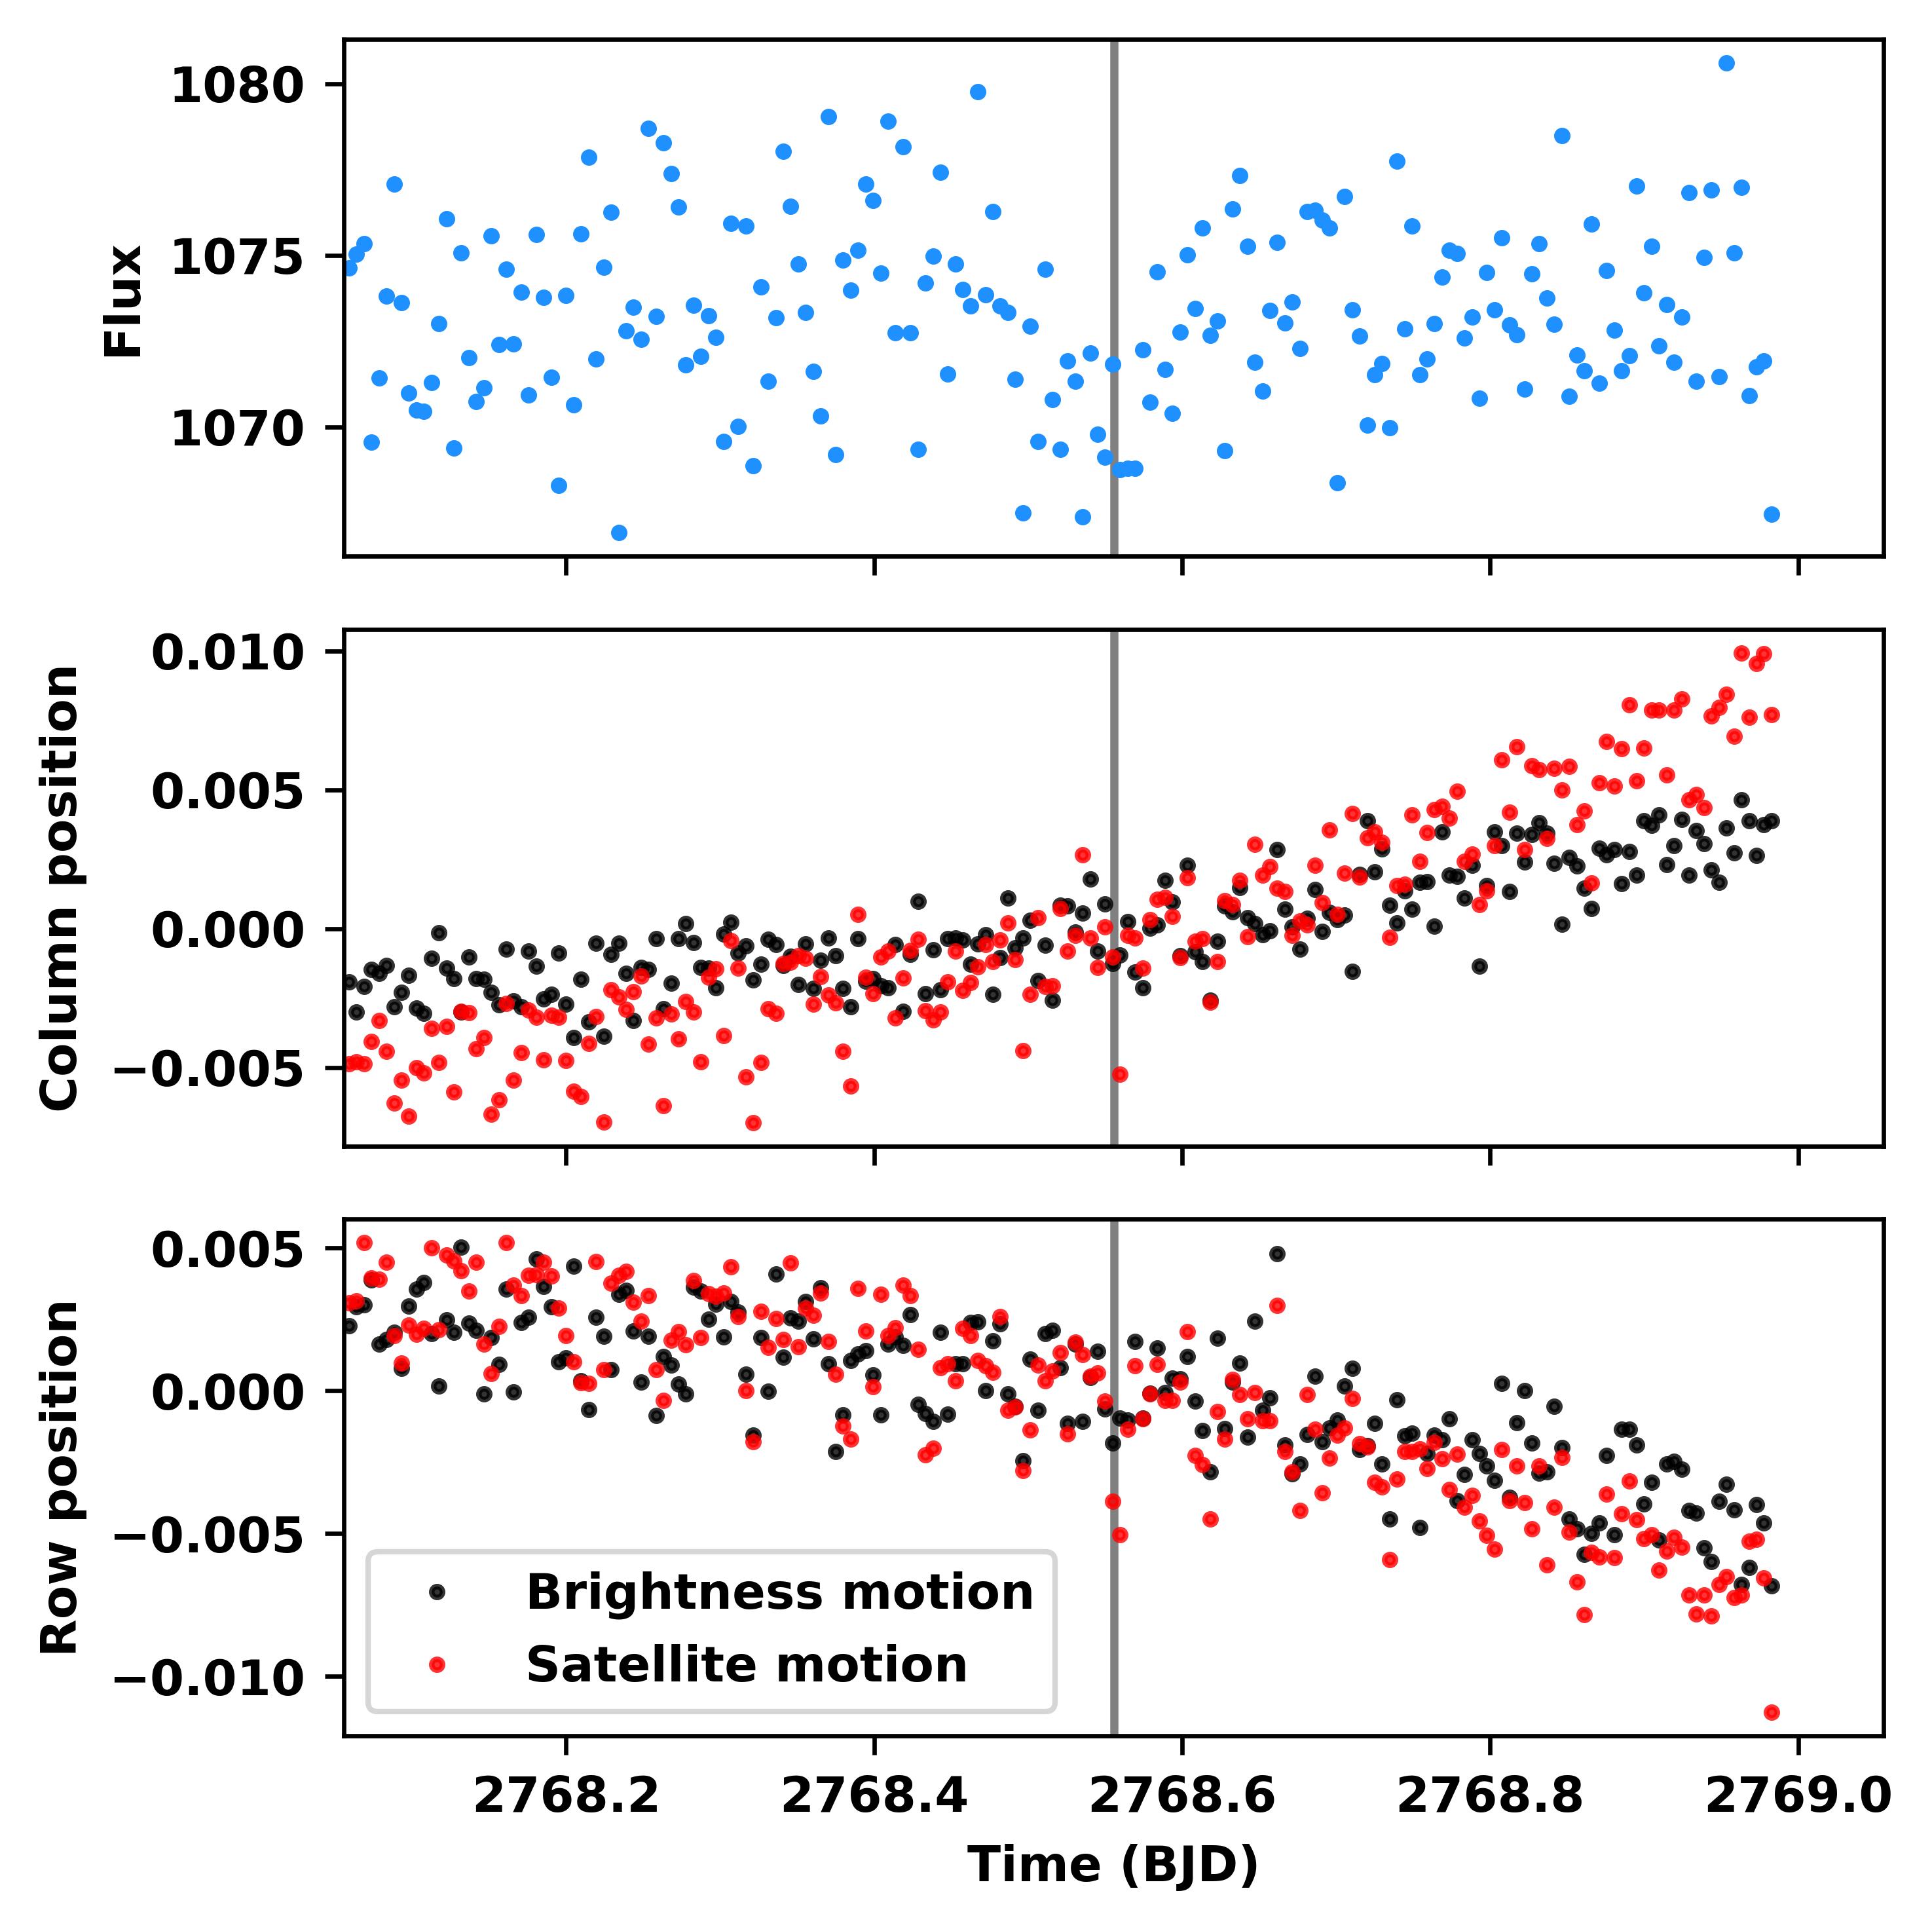 1080
1075
1070
Flux
0.010
0.005
0.000
−0.005
Column position
0.005
0.000
−0.005
−0.010
Row position
Brightness motion
Satellite motion
2768.2 2768.4 2768.6 2768.8 2769.0
Time (BJD)